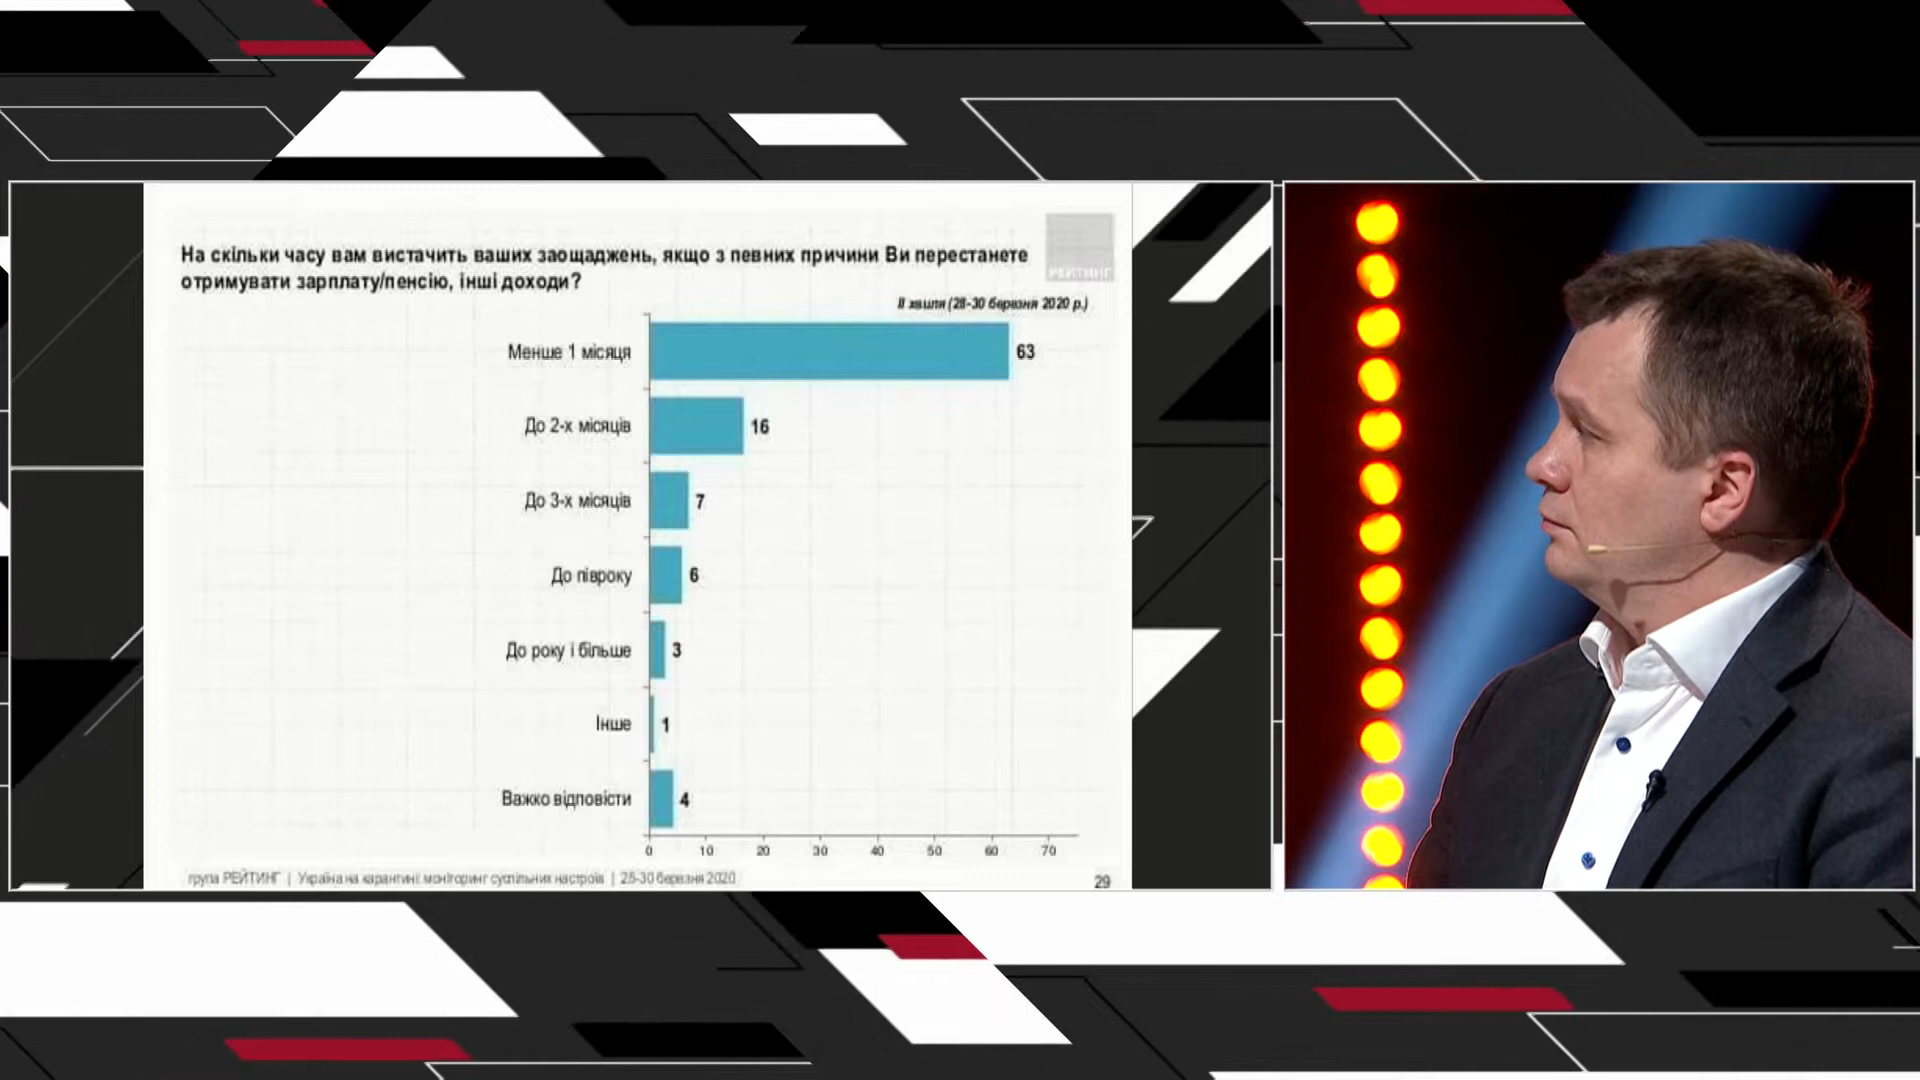 На скільки часу вам вистачить ваших заощаджень, якщо з певних причини Ви перестанете
отримувати зарплату/пенсію, інші доходи?
РЕЙТИНГ
ІІ хвиля (28-30 березня 2020 р.)
Менше 1 місяця 63
До 2-х місяців 16
До 3-х місяців 7
До півроку 6
До року і більше 3
Інше 1
Важко відповісти 4
0 10 20 30 40 50 60 70
група РЕЙТИНГ | Україна на карантині: моніторинг суспільних настроїв | 28-30 березня 2020
29